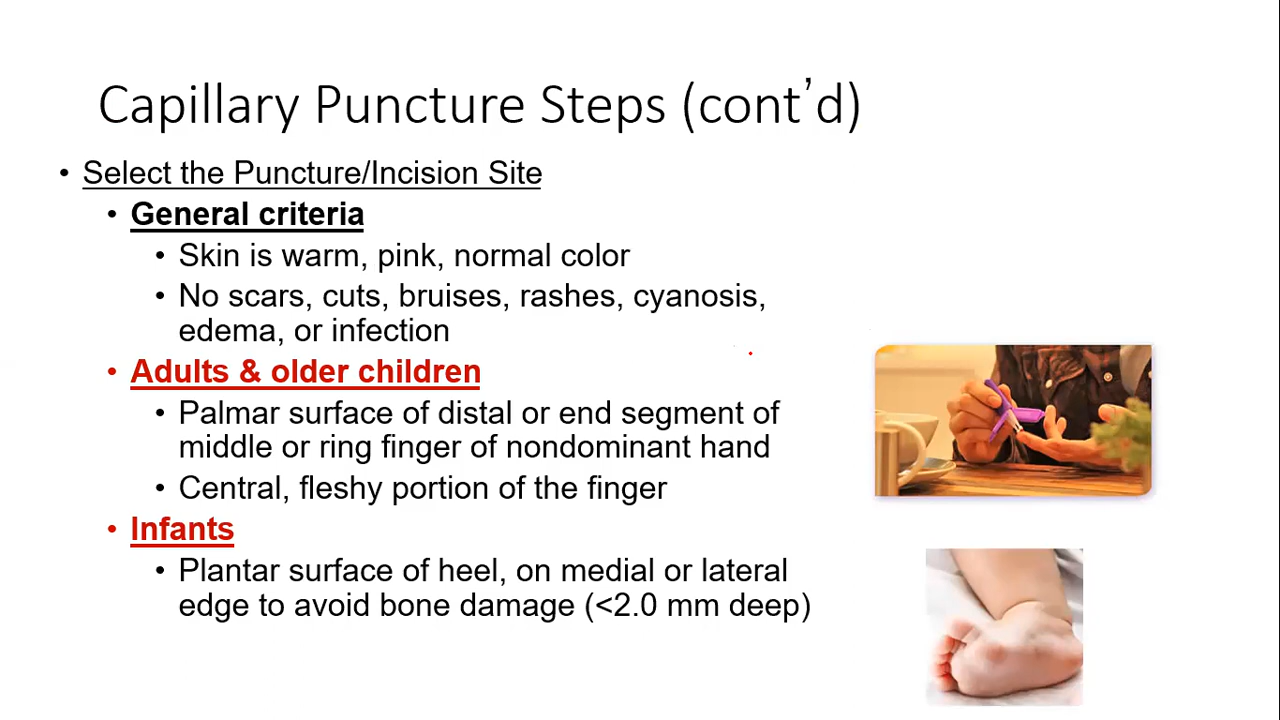 Capillary Puncture Steps (cont’d)
• Select the Puncture/Incision Site
• General criteria
• Skin is warm, pink, normal color
• No scars, cuts, bruises, rashes, cyanosis,
edema, or infection
• Adults & older children
• Palmar surface of distal or end segment of
middle or ring finger of nondominant hand
• Central, fleshy portion of the finger
• Infants
• Plantar surface of heel, on medial or lateral
edge to avoid bone damage (<2.0 mm deep)